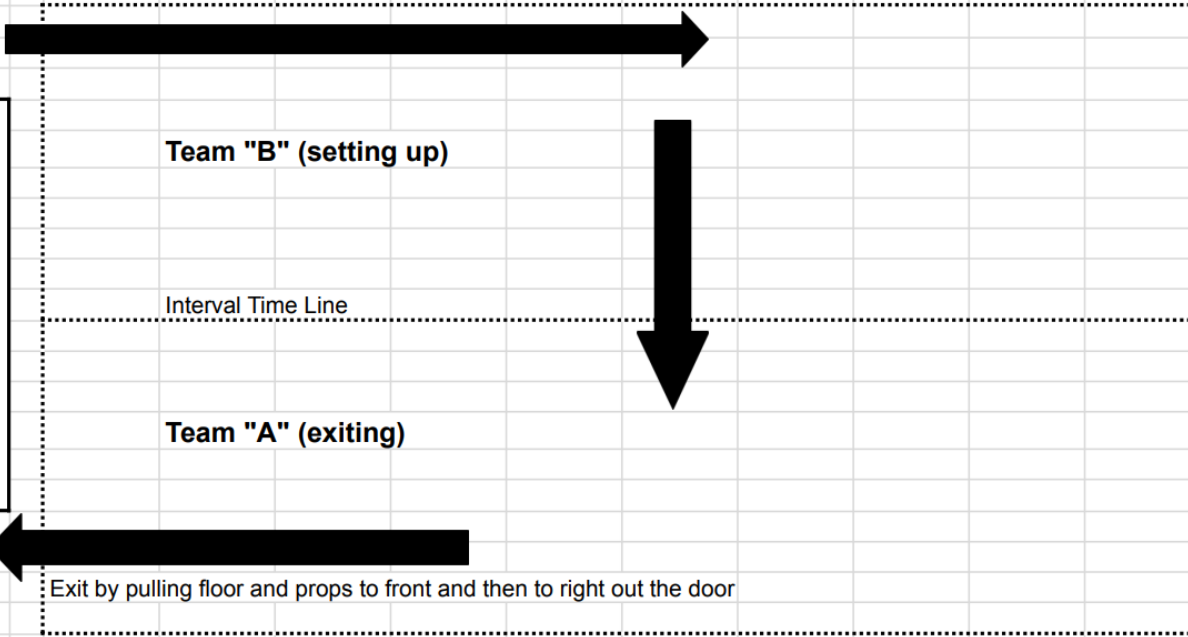 Team "B" (setting up)
Interval Time Line
Team "A" (exiting)
Exit by pulling floor and props to front and then to right out the door